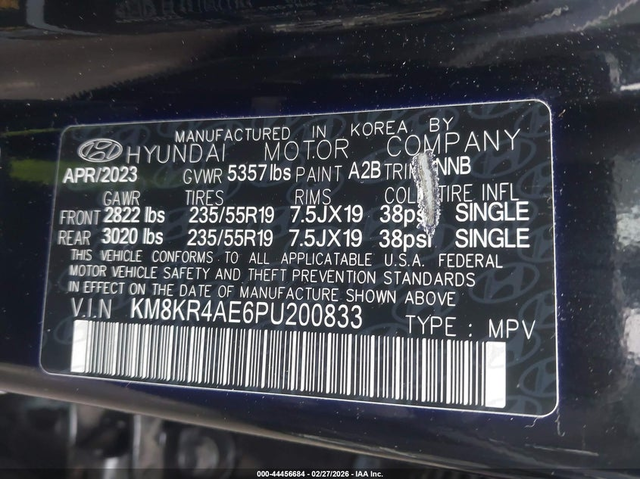 MANUFACTURED IN KOREA BY
HYUNDAI MOTOR COMPANY
APR/2023 GVWR 5357 lbs PAINT A2B TRIM NNB
GAWR TIRES RIMS COLD TIRE INFL
FRONT 2822 lbs 235/55R19 7.5JX19 38psi SINGLE
REAR 3020 lbs 235/55R19 7.5JX19 38psi SINGLE
THIS VEHICLE CONFORMS TO ALL APPLICABLE U.S.A. FEDERAL
MOTOR VEHICLE SAFETY AND THEFT PREVENTION STANDARDS
IN EFFECT ON THE DATE OF MANUFACTURE SHOWN ABOVE
V.I.N KM8KR4AE6PU200833 TYPE : MPV
000-44456684 - 02/27/2026 - IAA Inc.